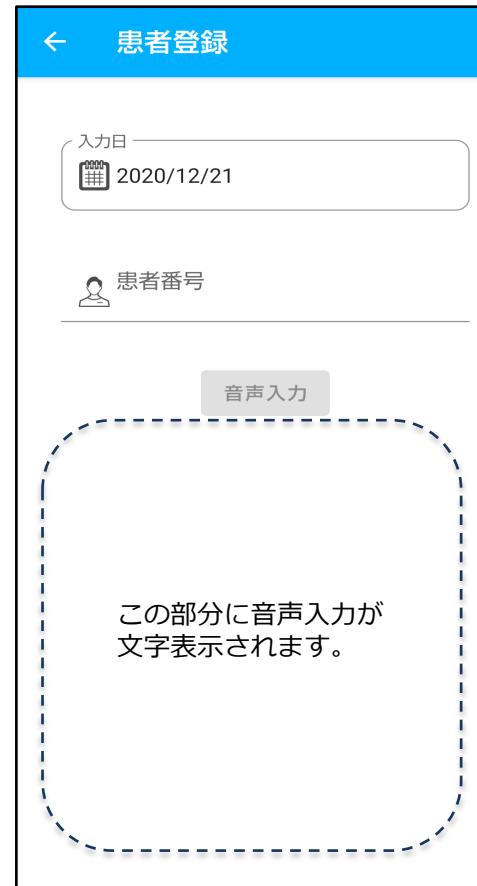 患者登録
入力日
2020/12/21
患者番号
音声入力
この部分に音声入力が
文字表示されます。